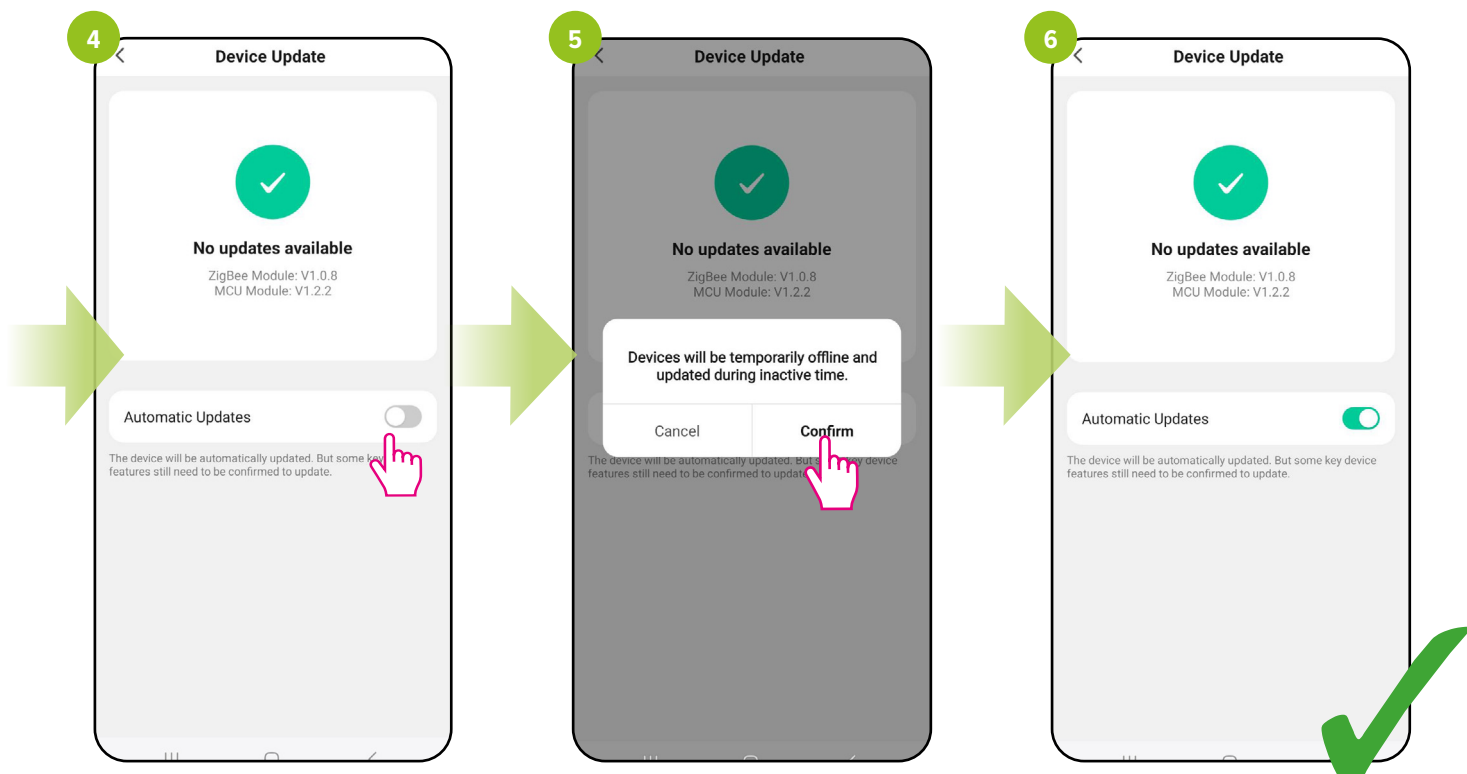 4
Device Update
No updates available
ZigBee Module: V1.0.8
MCU Module: V1.2.2
Automatic Updates
The device will be automatically updated. But some key
features still need to be confirmed to update.
5
Device Update
No updates available
ZigBee Module: V1.0.8
MCU Module: V1.2.2
Devices will be temporarily offline and
updated during inactive time.
Cancel
Confirm
The device will be automatically updated. But key device
features still need to be confirmed to update
6
Device Update
No updates available
ZigBee Module: V1.0.8
MCU Module: V1.2.2
Automatic Updates
The device will be automatically updated. But some key device
features still need to be confirmed to update.